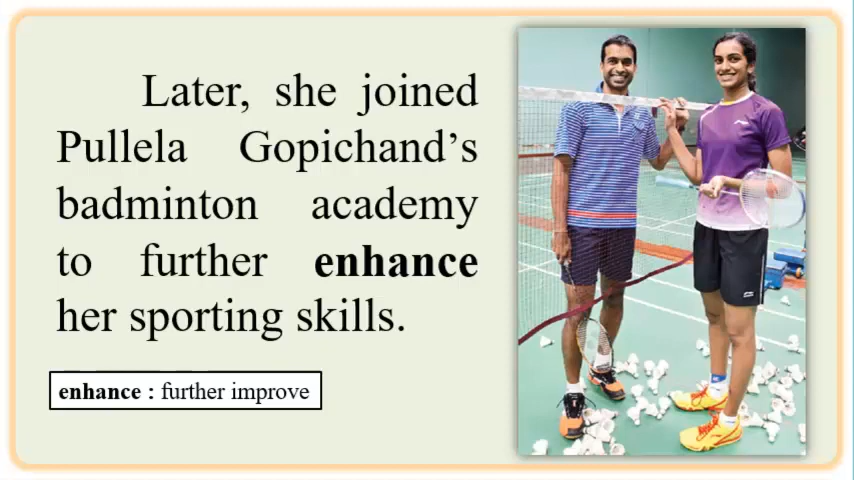 Later, she joined
Pullela Gopichand’s
badminton academy
to further enhance
her sporting skills.
enhance : further improve